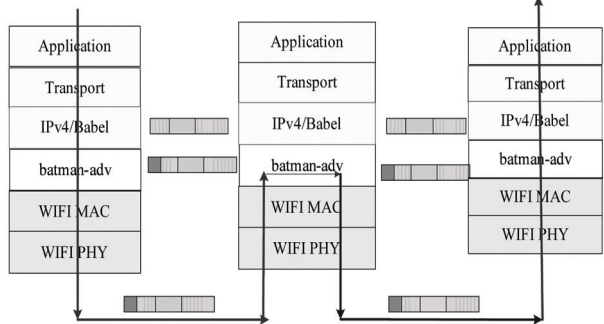 Application
Transport
IPv4/Babel
batman-adv
WIFI MAC
WIFI PHY
Application
Transport
IPv4/Babel
batman-adv
WIFI MAC
WIFI PHY
Application
Transport
IPv4/Babel
batman-adv
WIFI MAC
WIFI PHY